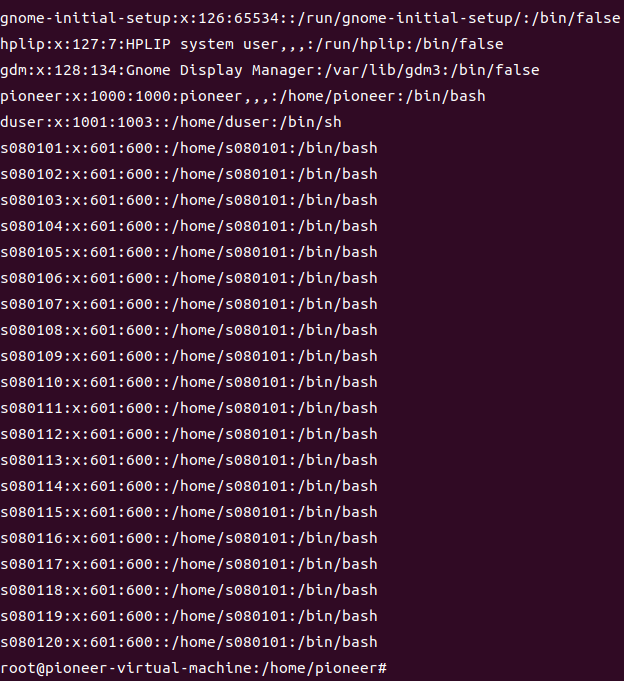 gnome-initial-setup:x:126:65534::/run/gnome-initial-setup/:/bin/false
hplip:x:127:7:HPLIP system user,,,:/run/hplip:/bin/false
gdm:x:128:134:Gnome Display Manager:/var/lib/gdm3:/bin/false
pioneer:x:1000:1000:pioneer,,,:/home/pioneer:/bin/bash
duser:x:1001:1003::/home/duser:/bin/sh
s080101:x:601:600::/home/s080101:/bin/bash
s080102:x:601:600::/home/s080101:/bin/bash
s080103:x:601:600::/home/s080101:/bin/bash
s080104:x:601:600::/home/s080101:/bin/bash
s080105:x:601:600::/home/s080101:/bin/bash
s080106:x:601:600::/home/s080101:/bin/bash
s080107:x:601:600::/home/s080101:/bin/bash
s080108:x:601:600::/home/s080101:/bin/bash
s080109:x:601:600::/home/s080101:/bin/bash
s080110:x:601:600::/home/s080101:/bin/bash
s080111:x:601:600::/home/s080101:/bin/bash
s080112:x:601:600::/home/s080101:/bin/bash
s080113:x:601:600::/home/s080101:/bin/bash
s080114:x:601:600::/home/s080101:/bin/bash
s080115:x:601:600::/home/s080101:/bin/bash
s080116:x:601:600::/home/s080101:/bin/bash
s080117:x:601:600::/home/s080101:/bin/bash
s080118:x:601:600::/home/s080101:/bin/bash
s080119:x:601:600::/home/s080101:/bin/bash
s080120:x:601:600::/home/s080101:/bin/bash
root@pioneer-virtual-machine:/home/pioneer#